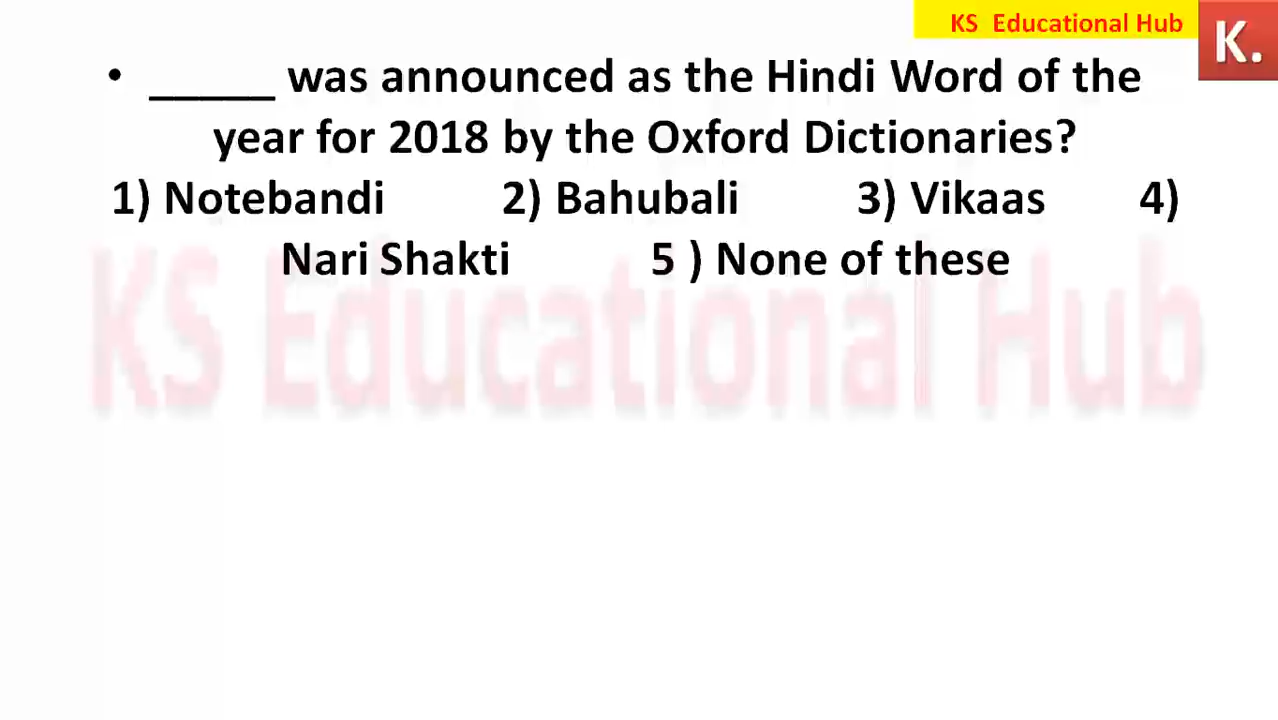 KS Educational Hub
K.
• _____ was announced as the Hindi Word of the
year for 2018 by the Oxford Dictionaries?
1) Notebandi 2) Bahubali 3) Vikaas 4)
Nari Shakti 5 ) None of these
KS Educational Hub